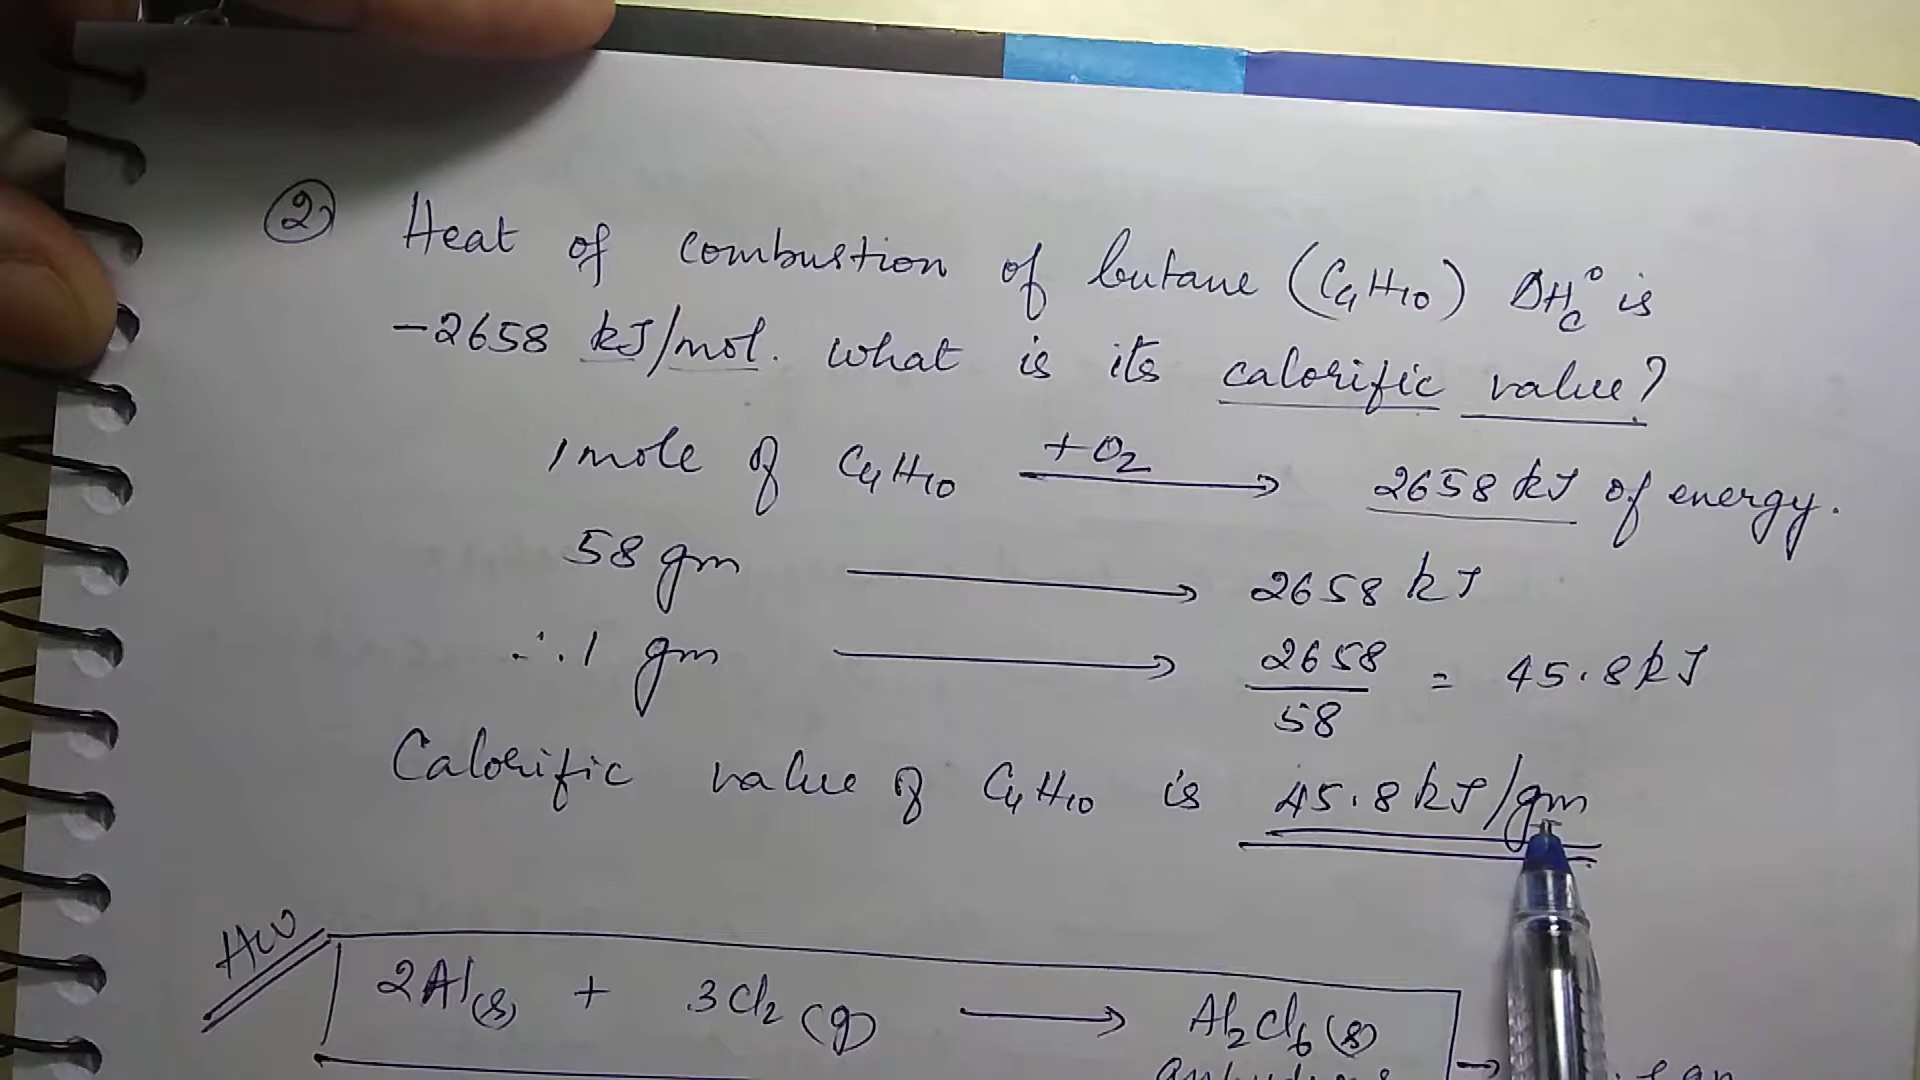 ② Heat of combustion of butane (C₄H₁₀) ΔH°c is
-2658 kJ/mol. what is its calorific value?
1 mole of C₄H₁₀ +O₂ → 2658 kJ of energy.
58 gm → 2658 kJ
∴ 1 gm → 2658/58 = 45.8 kJ
Calorific value of C₄H₁₀ is 45.8 kJ/gm
HW
2Al(s) + 3Cl₂(g) → Al₂Cl₆(s)
→